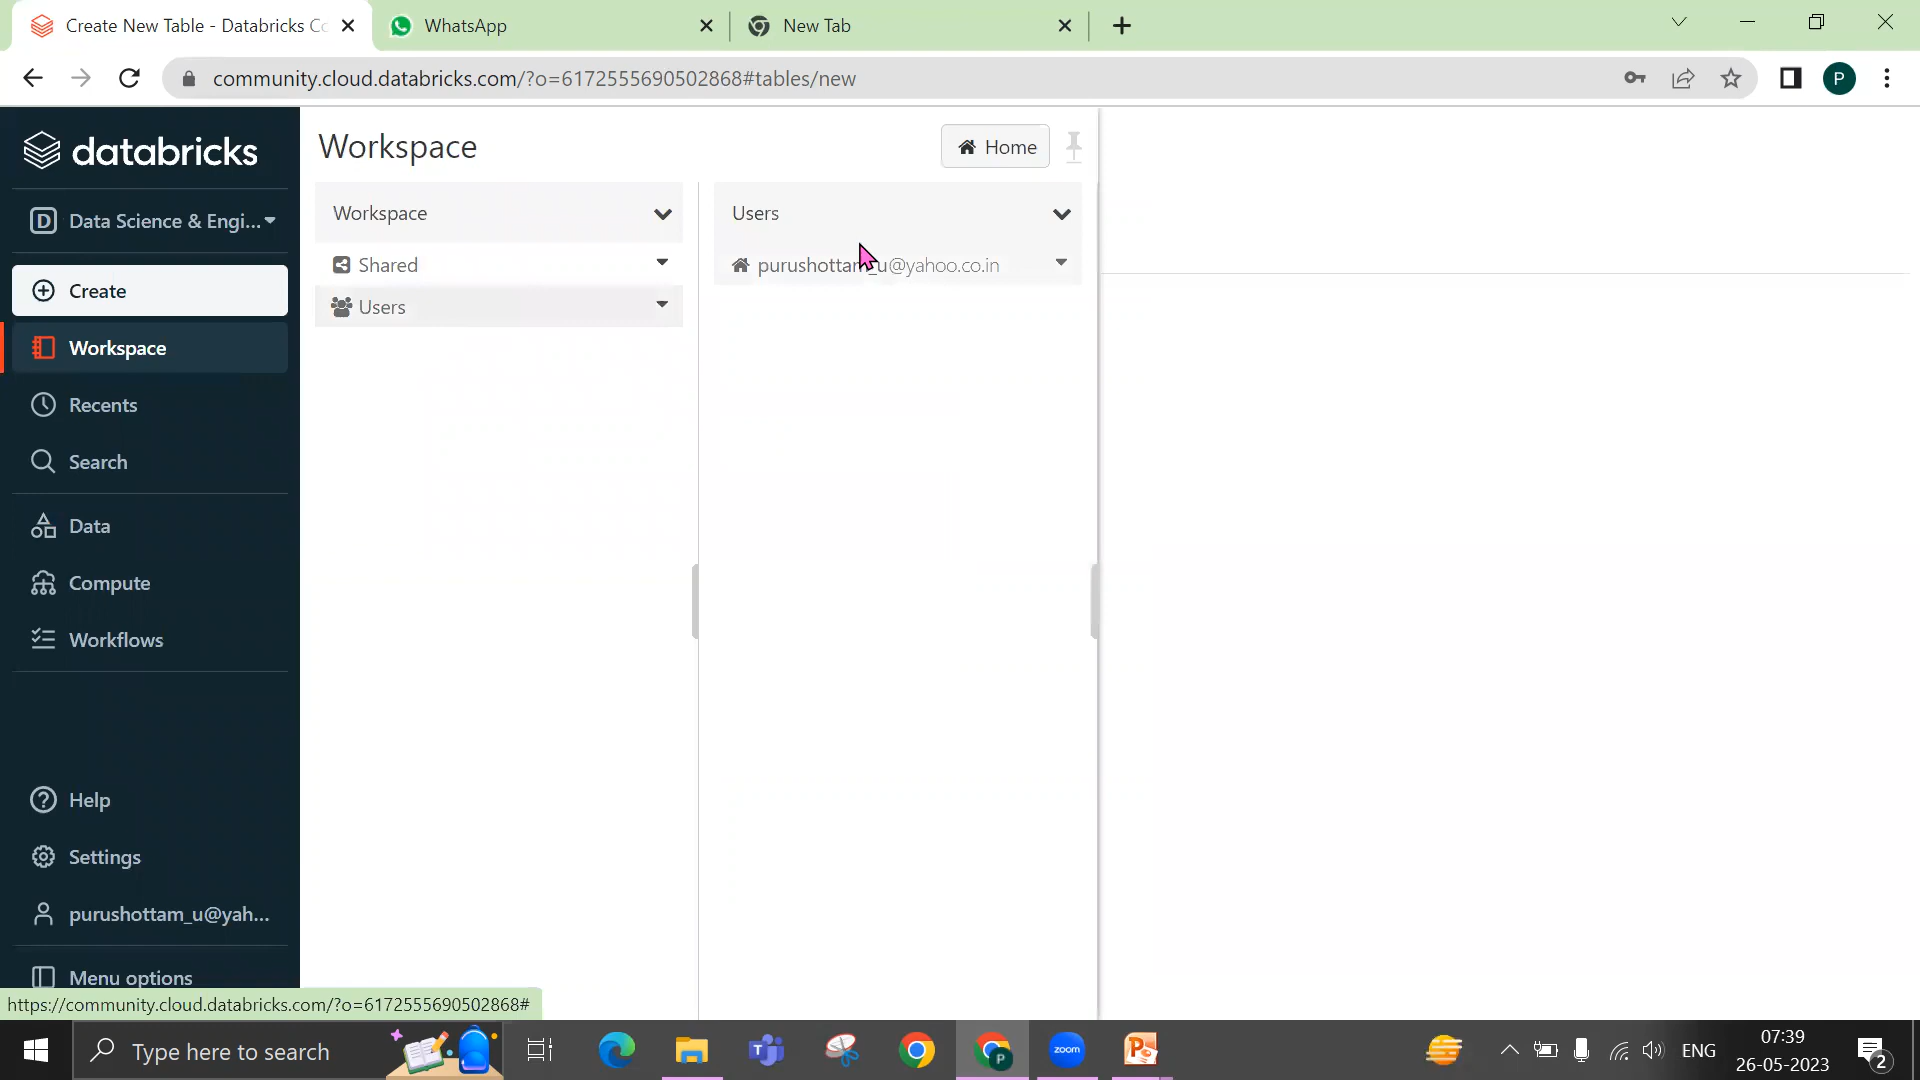 Create New Table - Databricks Co
WhatsApp
New Tab
community.cloud.databricks.com/?o=6172555690502868#tables/new
P
databricks
D Data Science & Engi...
Create
Workspace
Recents
Search
Data
Compute
Workflows
Help
Settings
purushottam_u@yah...
Menu options
Workspace
Home
Workspace
Shared
Users
Users
purushottam_u@yahoo.co.in
https://community.cloud.databricks.com/?o=6172555690502868#
Type here to search
P
zoom
P
ENG
07:39
26-05-2023
2